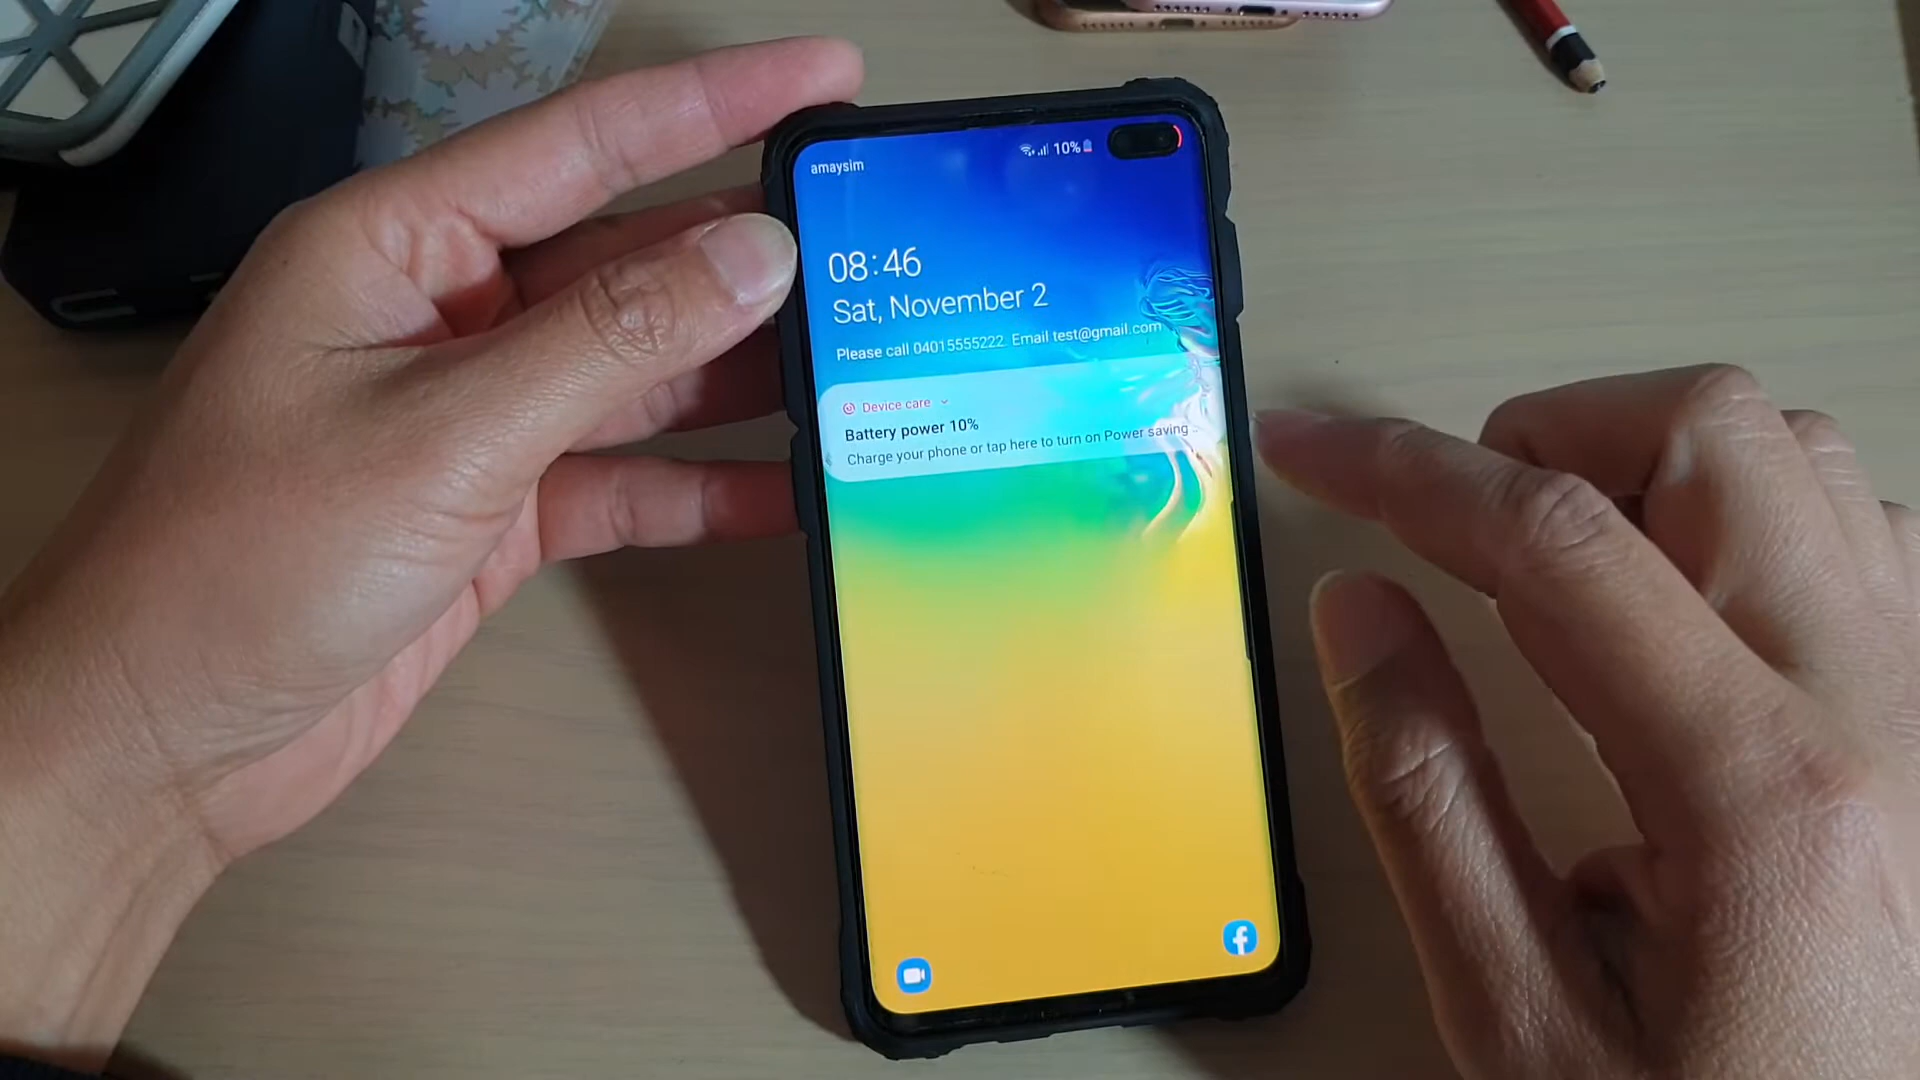 amaysim
10%
08:46
Sat, November 2
Please call 04015555222. Email test@gmail.com
Device care
Battery power 10%
Charge your phone or tap here to turn on Power saving ..